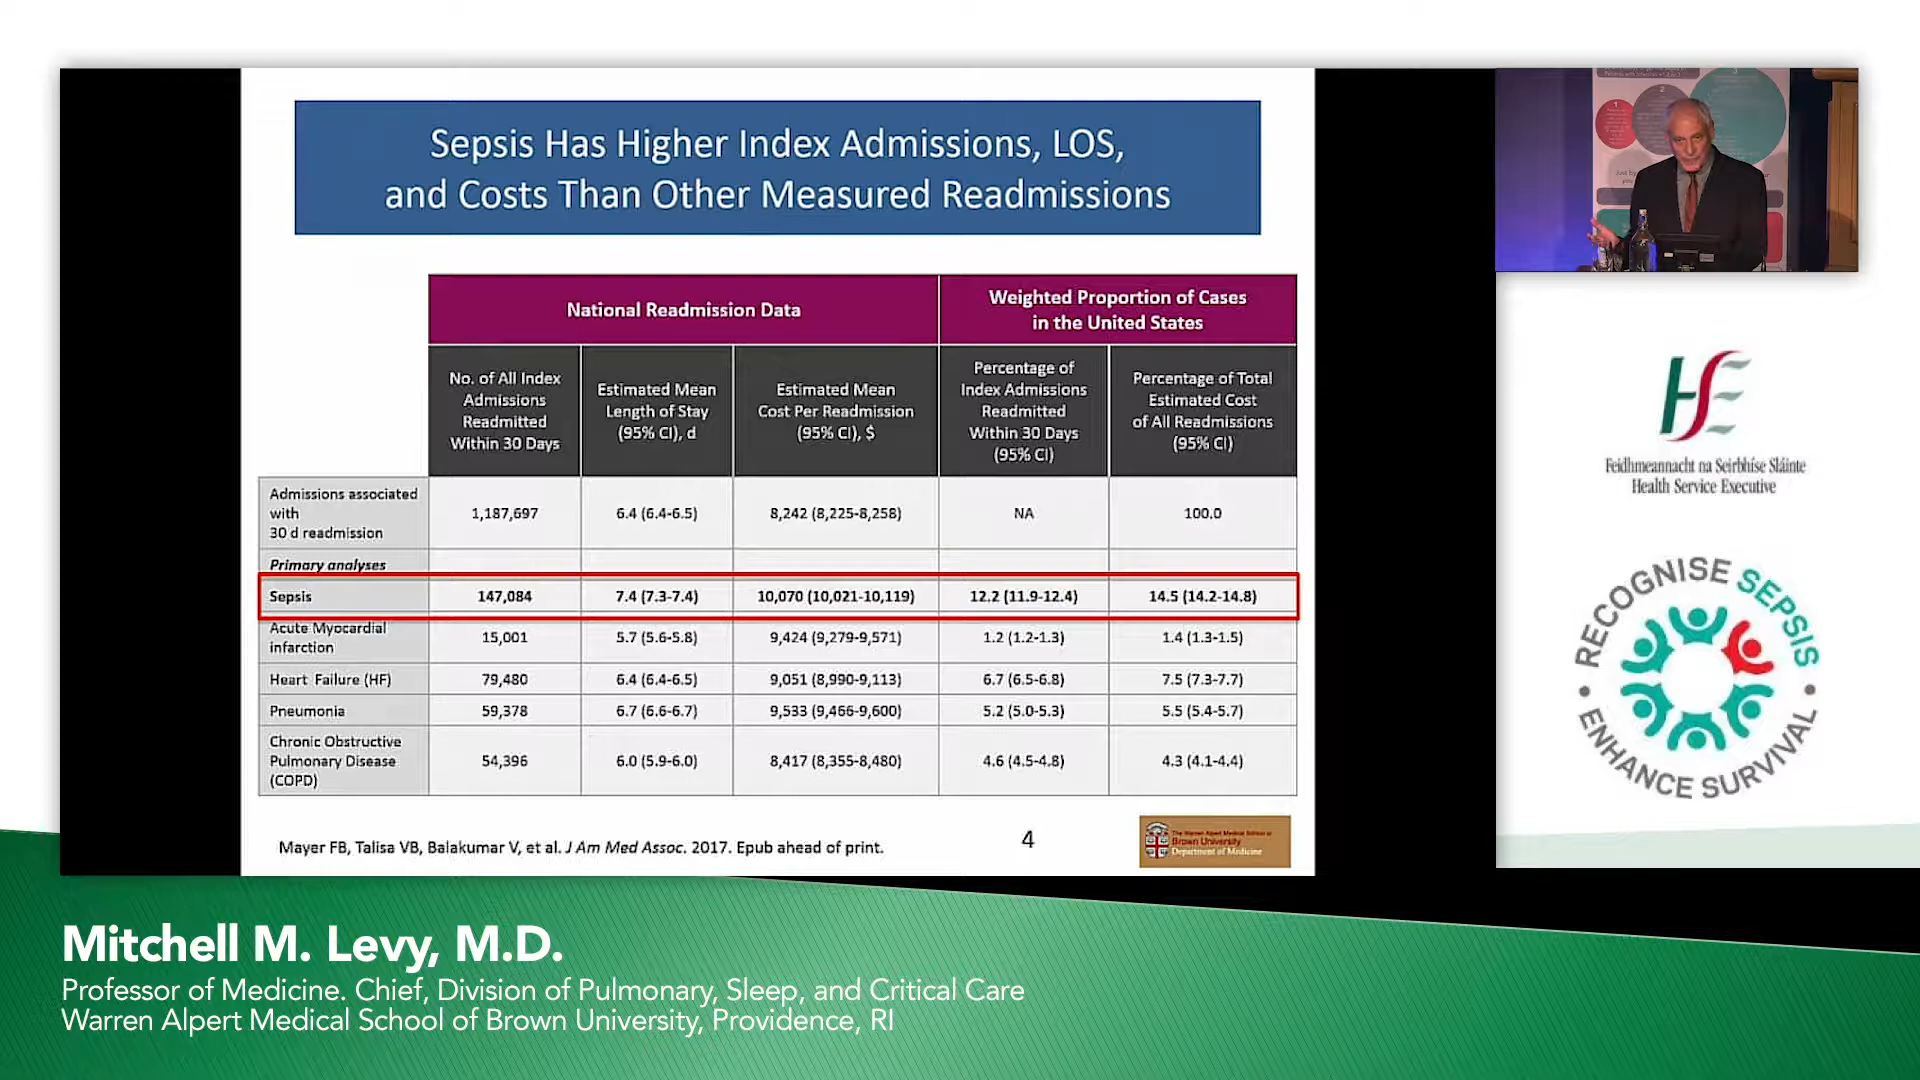 Sepsis Has Higher Index Admissions, LOS,
and Costs Than Other Measured Readmissions
National Readmission Data
Weighted Proportion of Cases
in the United States
No. of All Index
Admissions
Readmitted
Within 30 Days
Estimated Mean
Length of Stay
(95% CI), d
Estimated Mean
Cost Per Readmission
(95% CI), $
Percentage of
Index Admissions
Readmitted
Within 30 Days
(95% CI)
Percentage of Total
Estimated Cost
of All Readmissions
(95% CI)
Admissions associated
with
30 d readmission
1,187,697
6.4 (6.4-6.5)
8,242 (8,225-8,258)
NA
100.0
Primary analyses
Sepsis
147,084
7.4 (7.3-7.4)
10,070 (10,021-10,119)
12.2 (11.9-12.4)
14.5 (14.2-14.8)
Acute Myocardial
infarction
15,001
5.7 (5.6-5.8)
9,424 (9,279-9,571)
1.2 (1.2-1.3)
1.4 (1.3-1.5)
Heart Failure (HF)
79,480
6.4 (6.4-6.5)
9,051 (8,990-9,113)
6.7 (6.5-6.8)
7.5 (7.3-7.7)
Pneumonia
59,378
6.7 (6.6-6.7)
9,533 (9,466-9,600)
5.2 (5.0-5.3)
5.5 (5.4-5.7)
Chronic Obstructive
Pulmonary Disease
(COPD)
54,396
6.0 (5.9-6.0)
8,417 (8,355-8,480)
4.6 (4.5-4.8)
4.3 (4.1-4.4)
Mayer FB, Talisa VB, Balakumar V, et al. J Am Med Assoc. 2017. Epub ahead of print.
4
The Warren Alpert Medical School of
Brown University
Department of Medicine
1
2
3
HSE
Feidhmeannacht na Seirbhíse Sláinte
Health Service Executive
RECOGNISE SEPSIS
• ENHANCE SURVIVAL •
Mitchell M. Levy, M.D.
Professor of Medicine. Chief, Division of Pulmonary, Sleep, and Critical Care
Warren Alpert Medical School of Brown University, Providence, RI